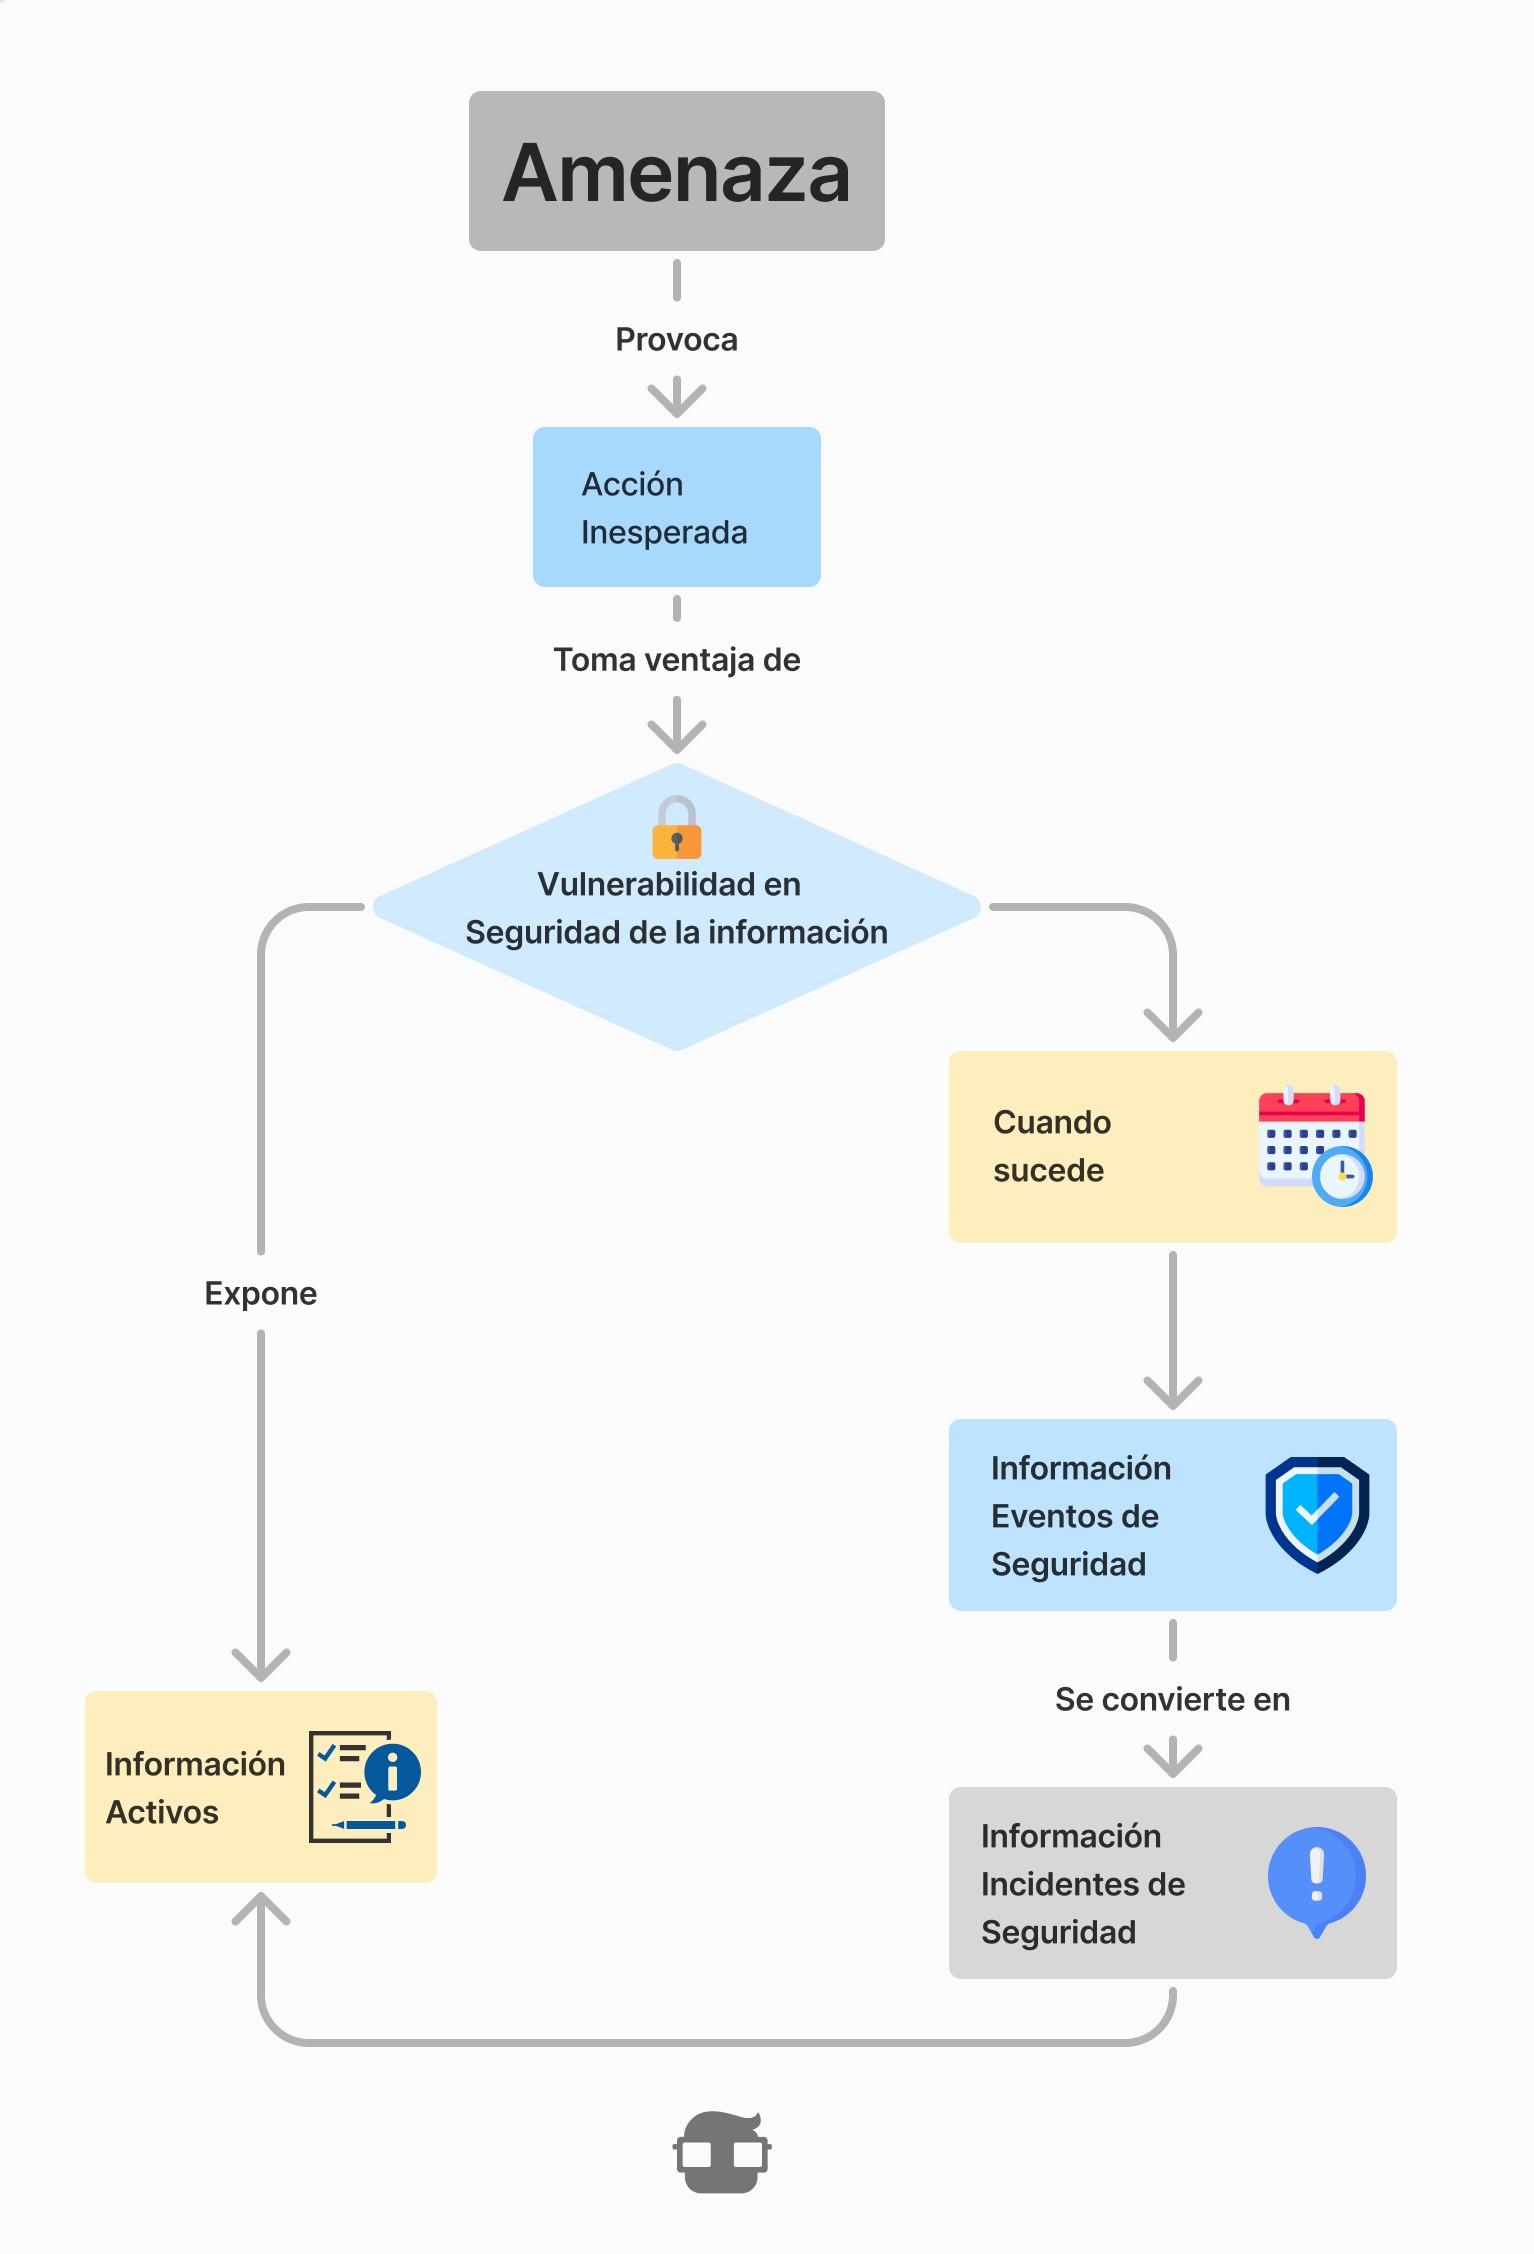 Amenaza
Provoca
Acción
Inesperada
Toma ventaja de
Vulnerabilidad en
Seguridad de la información
Cuando
sucede
Expone
Información
Eventos de
Seguridad
Se convierte en
Información
Activos
Información
Incidentes de
Seguridad